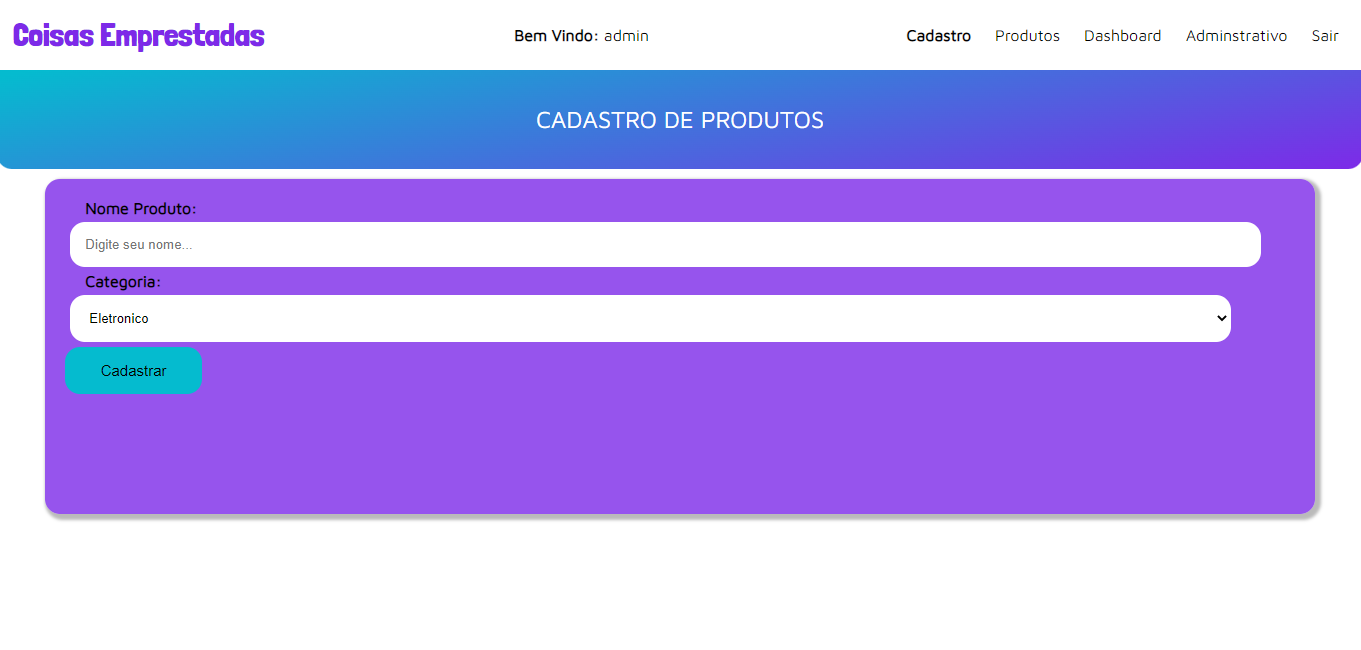 Coisas Emprestadas
Bem Vindo: admin
Cadastro Produtos Dashboard Adminstrativo Sair
CADASTRO DE PRODUTOS
Nome Produto:
Digite seu nome...
Categoria:
Eletronico
Cadastrar